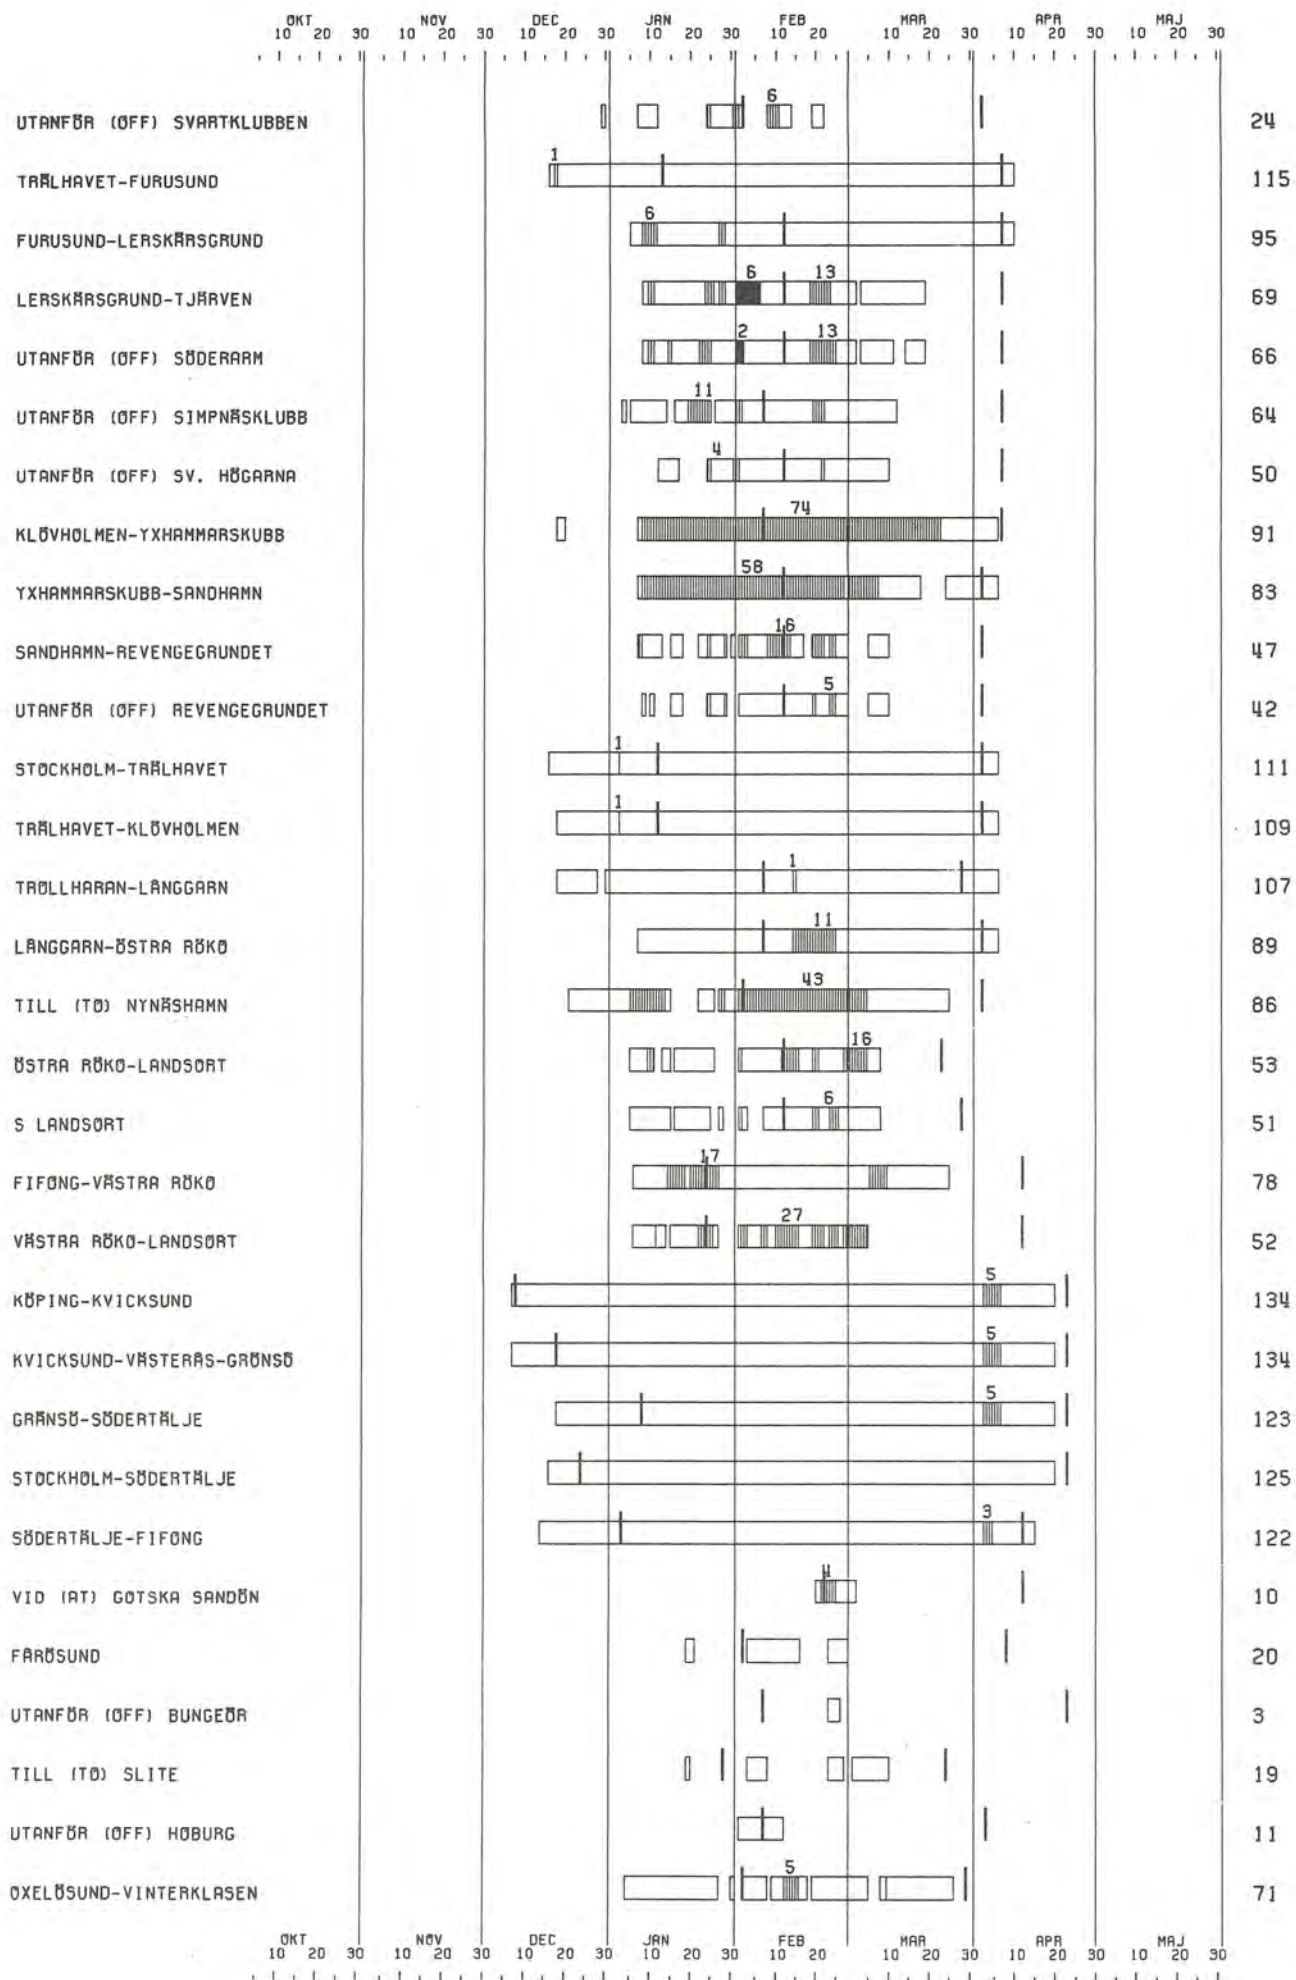 OKT NOV DEC JAN FEB MAR APR MAJ
10 20 30 10 20 30 10 20 30 10 20 30 10 20 10 20 30 10 20 30 10 20 30
6
UTANFÖR (OFF) SVARTKLUBBEN 24
1
TRÄLHAVET-FURUSUND 115
6
FURUSUND-LERSKÄRSGRUND 95
6 13
LERSKÄRSGRUND-TJÄRVEN 69
2 13
UTANFÖR (OFF) SÖDERARM 66
11
UTANFÖR (OFF) SIMPNÄSKLUBB 64
4
UTANFÖR (OFF) SV. HÖGARNA 50
74
KLÖVHOLMEN-YXHAMMARSKUBB 91
58
YXHAMMARSKUBB-SANDHAMN 83
16
SANDHAMN-REVENGEGRUNDET 47
5
UTANFÖR (OFF) REVENGEGRUNDET 42
1
STOCKHOLM-TRÄLHAVET 111
1
TRÄLHAVET-KLÖVHOLMEN 109
1
TROLLHARAN-LÅNGGARN 107
11
LÅNGGARN-ÖSTRA RÖKO 89
43
TILL (TO) NYNÄSHAMN 86
16
ÖSTRA RÖKO-LANDSORT 53
6
S LANDSORT 51
17
FIFONG-VÄSTRA RÖKO 78
27
VÄSTRA RÖKO-LANDSORT 52
5
KÖPING-KVICKSUND 134
5
KVICKSUND-VÄSTERÅS-GRÖNSÖ 134
5
GRÄNSÖ-SÖDERTÄLJE 123
STOCKHOLM-SÖDERTÄLJE 125
3
SÖDERTÄLJE-FIFONG 122
4
VID (AT) GOTSKA SANDÖN 10
FÅRÖSUND 20
UTANFÖR (OFF) BUNGEÖR 3
TILL (TO) SLITE 19
UTANFÖR (OFF) HOBURG 11
5
OXELÖSUND-VINTERKLASEN 71
OKT NOV DEC JAN FEB MAR APR MAJ
10 20 30 10 20 30 10 20 30 10 20 30 10 20 10 20 30 10 20 30 10 20 30